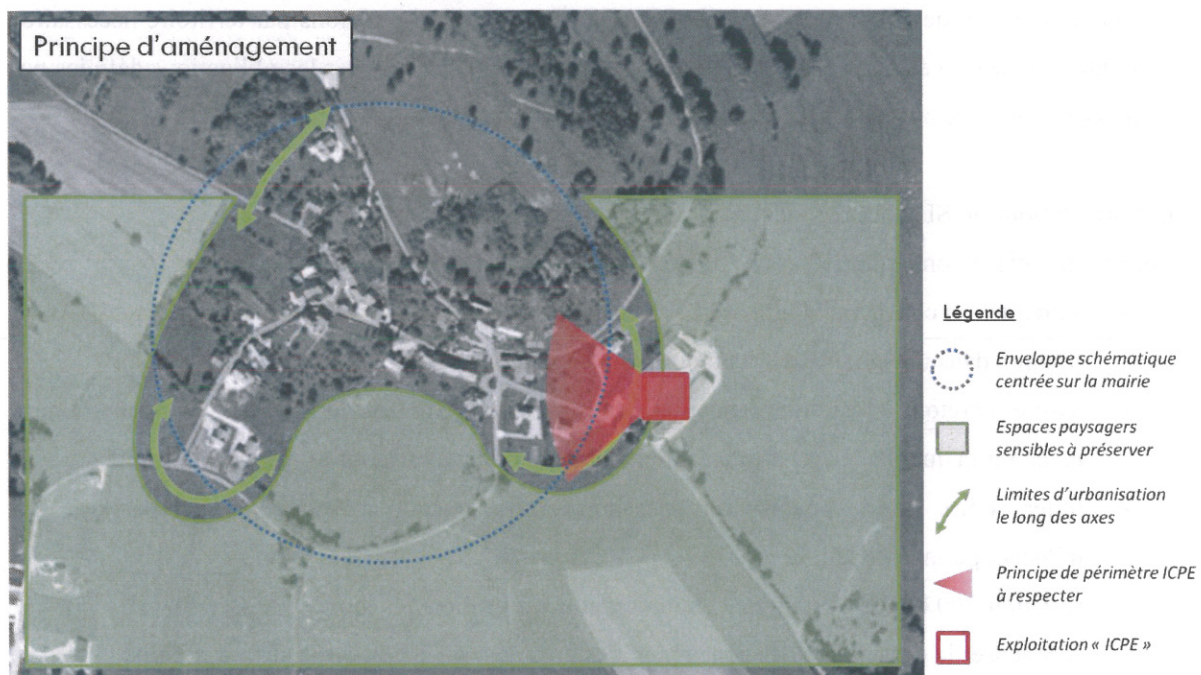 Principe d'aménagement
Légende
Enveloppe schématique
centrée sur la mairie
Espaces paysagers
sensibles à préserver
Limites d'urbanisation
le long des axes
Principe de périmètre ICPE
à respecter
Exploitation « ICPE »